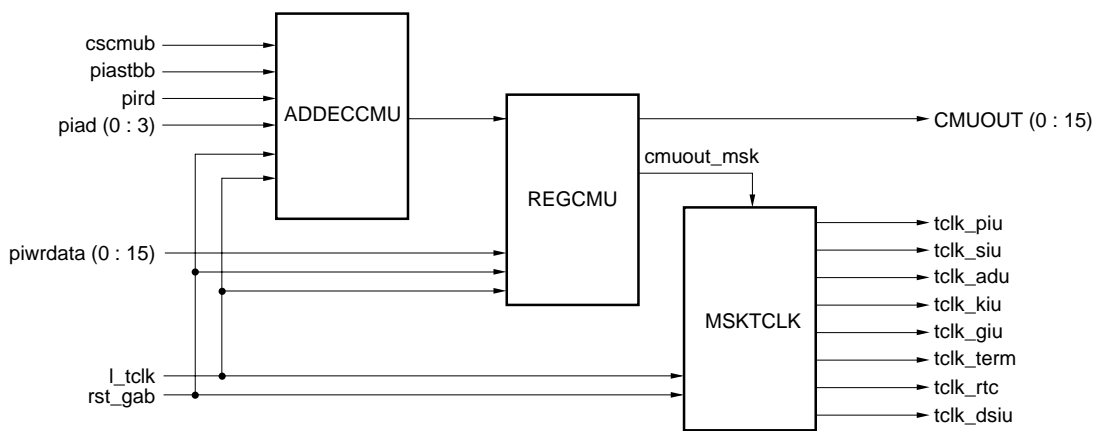 cscmub
piastbb
pird
piad (0 : 3)
ADDECCMU
CMUOUT (0 : 15)
cmuout_msk
REGCMU
piwrdata (0 : 15)
tclk_piu
tclk_siu
tclk_adu
tclk_kiu
MSKTCLK
tclk_giu
tclk_term
l_tclk
tclk_rtc
rst_gab
tclk_dsiu